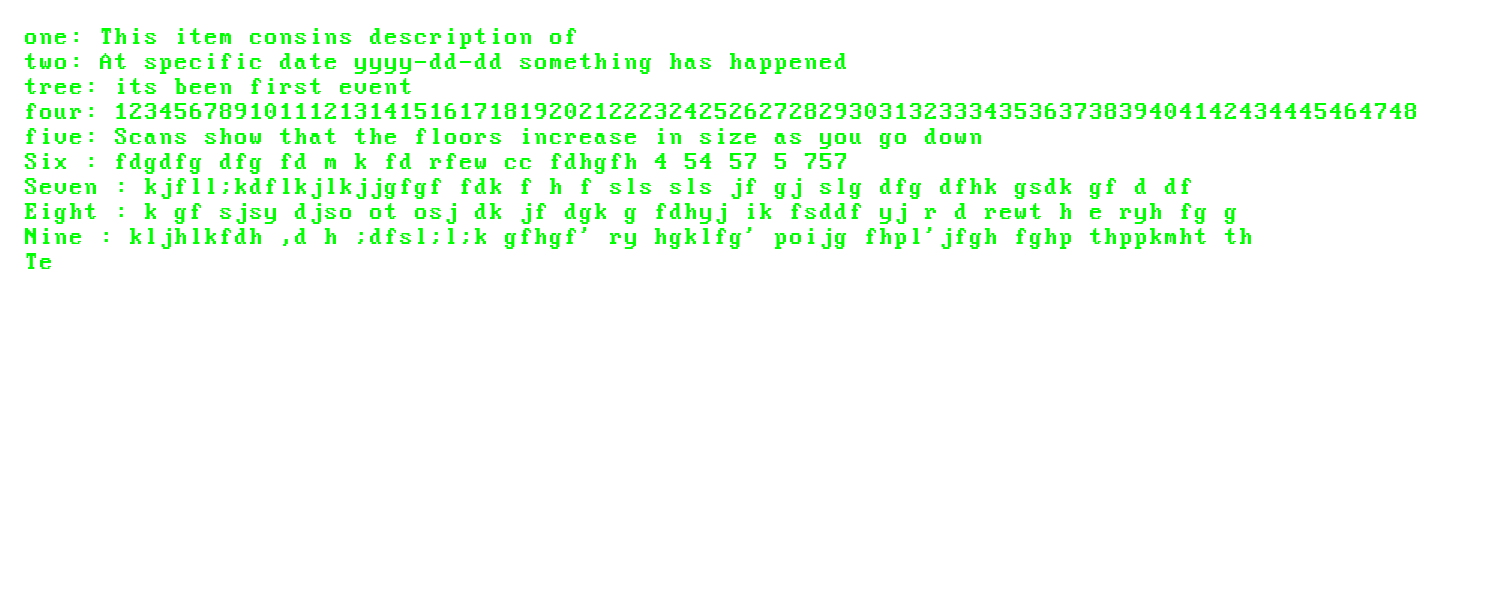 one: This item consins description of
two: At specific date yyyy-dd-dd something has happened
tree: its been first event
four: 123456789101112131415161718192021222324252627282930313233343536373839404142434445464748
five: Scans show that the floors increase in size as you go down
Six : fdgdfg dfg fd m k fd rfew cc fdhgfh 4 54 57 5 757
Seven : kjfll;kdflkjlkjjgfgf fdk f h f sls sls jf gj slg dfg dfhk gsdk gf d df
Eight : k gf sjsy djso ot osj dk jf dgk g fdhyj ik fsddf yj r d rewt h e ryh fg g
Nine : kljhlkfdh ,d h ;dfsl;l;k gfhgf' ry hgklfg' poijg fhpl'jfgh fghp thppkmht th
Te